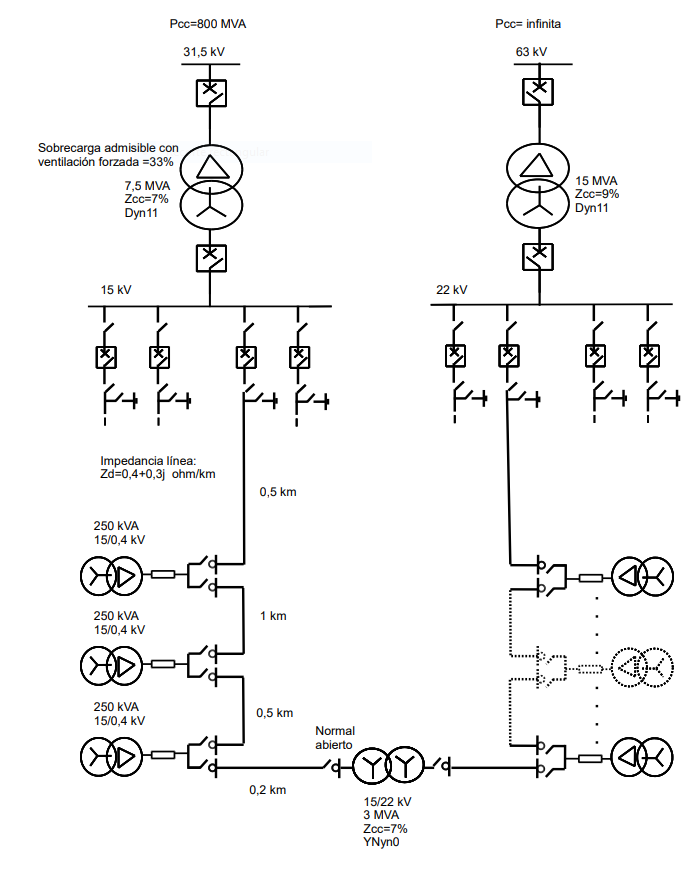 Pcc=800 MVA
31,5 kV
Pcc= infinita
63 kV
Sobrecarga admisible con
ventilación forzada =33%
7,5 MVA
Zcc=7%
Dyn11
15 MVA
Zcc=9%
Dyn11
15 kV
22 kV
Impedancia línea:
Zd=0,4+0,3j ohm/km
0,5 km
250 kVA
15/0,4 kV
1 km
250 kVA
15/0,4 kV
0,5 km
250 kVA
15/0,4 kV
Normal
abierto
0,2 km
15/22 kV
3 MVA
Zcc=7%
YNyn0